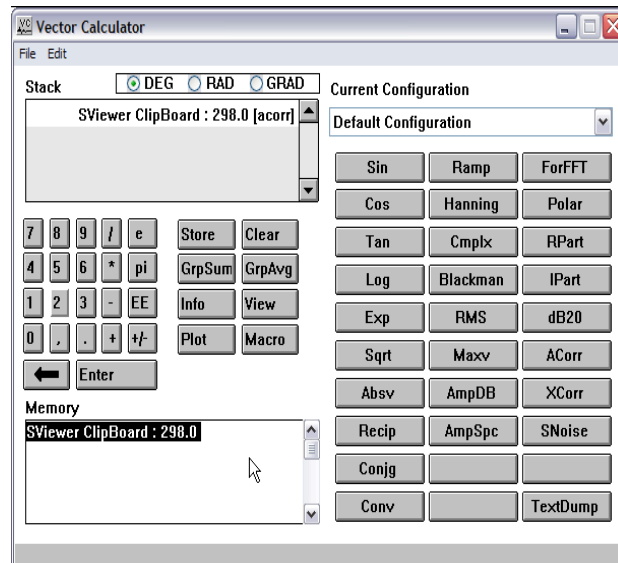 VC Vector Calculator
File Edit
Stack DEG RAD GRAD
SViewer ClipBoard : 298.0 [acorr]
7 8 9 / e Store Clear
4 5 6 * pi GrpSum GrpAvg
1 2 3 - EE Info View
0 , . + +/- Plot Macro
Enter
Memory
SViewer ClipBoard : 298.0
Current Configuration
Default Configuration
Sin Ramp ForFFT
Cos Hanning Polar
Tan Cmplx RPart
Log Blackman IPart
Exp RMS dB20
Sqrt Maxv ACorr
Absv AmpDB XCorr
Recip AmpSpc SNoise
Conjg
Conv TextDump